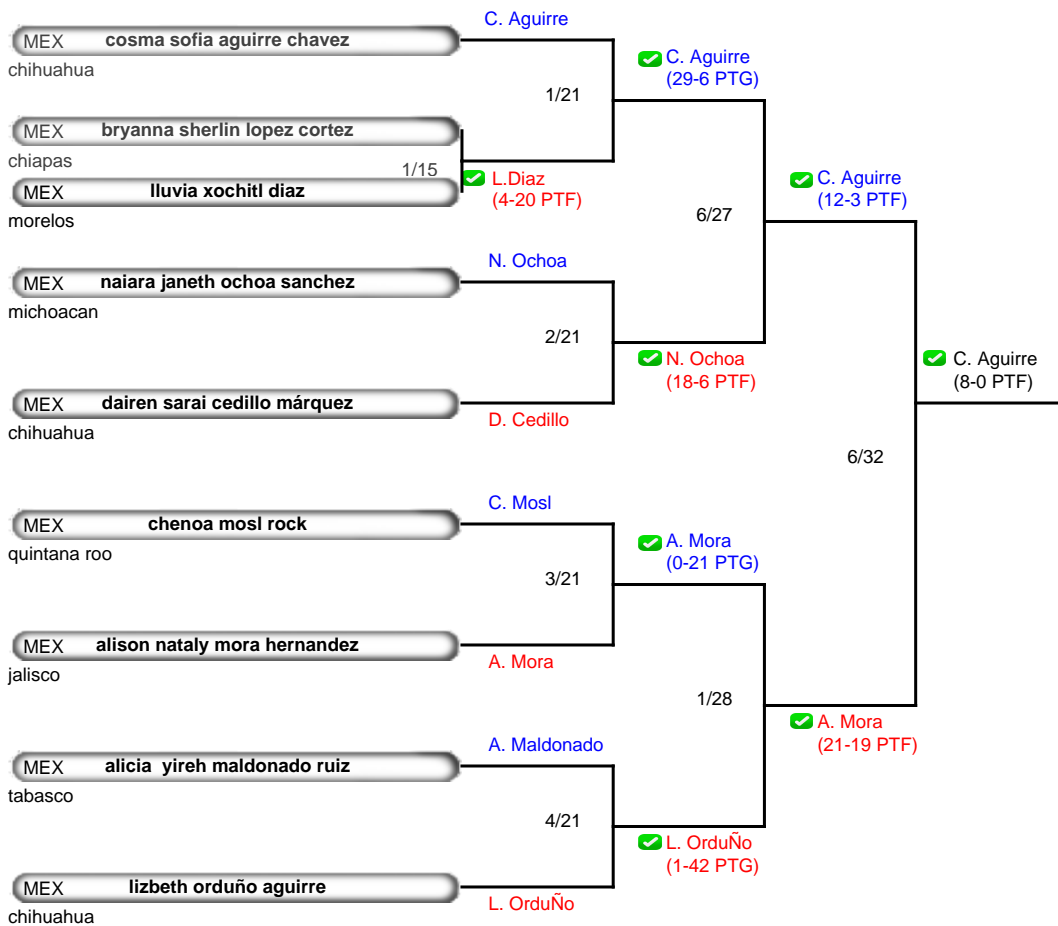 C. Aguirre
MEX cosma sofia aguirre chavez
chihuahua
C. Aguirre
(29-6 PTG)
1/21
MEX bryanna sherlin lopez cortez
chiapas
1/15
L.Diaz
(4-20 PTF)
MEX lluvia xochitl diaz
morelos
C. Aguirre
(12-3 PTF)
6/27
N. Ochoa
MEX naiara janeth ochoa sanchez
michoacan
2/21
N. Ochoa
(18-6 PTF)
C. Aguirre
(8-0 PTF)
MEX dairen sarai cedillo márquez
chihuahua
D. Cedillo
6/32
C. Mosl
MEX chenoa mosl rock
quintana roo
A. Mora
(0-21 PTG)
3/21
MEX alison nataly mora hernandez
jalisco
A. Mora
1/28
A. Mora
(21-19 PTF)
A. Maldonado
MEX alicia  yireh maldonado ruiz
tabasco
4/21
L. OrduÑo
(1-42 PTG)
MEX lizbeth orduño aguirre
chihuahua
L. OrduÑo